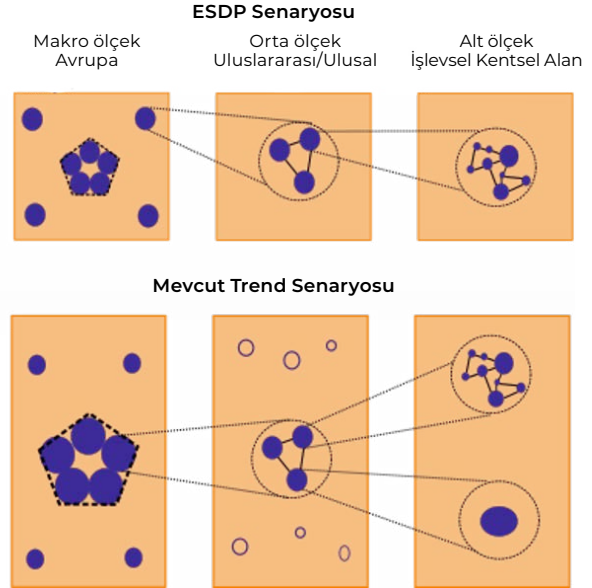 ESDP Senaryosu
Makro ölçek
Avrupa
Orta ölçek
Uluslararası/Ulusal
Alt ölçek
İşlevsel Kentsel Alan
Mevcut Trend Senaryosu